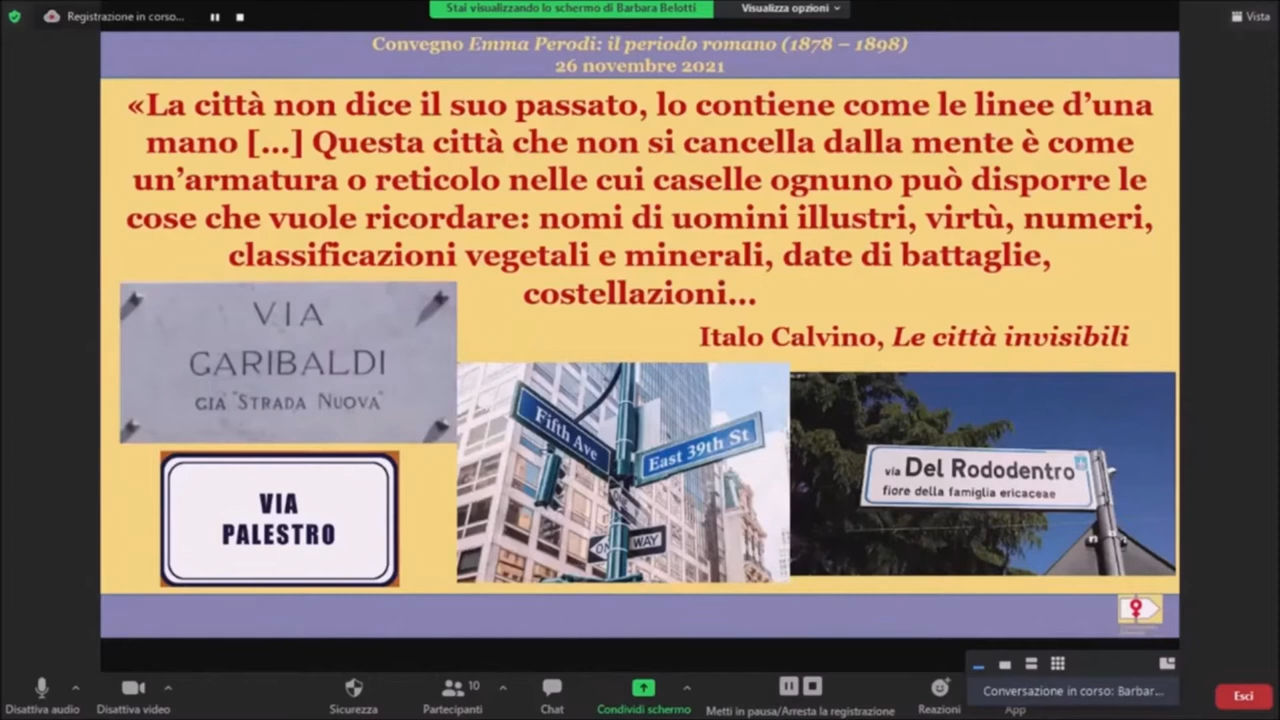 Registrazione in corso...
Stai visualizzando lo schermo di Barbara Belotti
Visualizza opzioni
Vista
Convegno Emma Perodi: il periodo romano (1878 – 1898)
26 novembre 2021
«La città non dice il suo passato, lo contiene come le linee d’una
mano [...] Questa città che non si cancella dalla mente è come
un’armatura o reticolo nelle cui caselle ognuno può disporre le
cose che vuole ricordare: nomi di uomini illustri, virtù, numeri,
classificazioni vegetali e minerali, date di battaglie,
costellazioni...
Italo Calvino, Le città invisibili
VIA
GARIBALDI
GIA "STRADA NUOVA"
VIA
PALESTRO
Fifth Ave
East 39th St
ONE WAY
via Del Rododentro
fiore della famiglia ericaceae
Conversazione in corso: Barbar...
Disattiva audio
Disattiva video
Sicurezza
Partecipanti
10
Chat
Condividi schermo
Metti in pausa/Arresta la registrazione
Reazioni
App
Esci